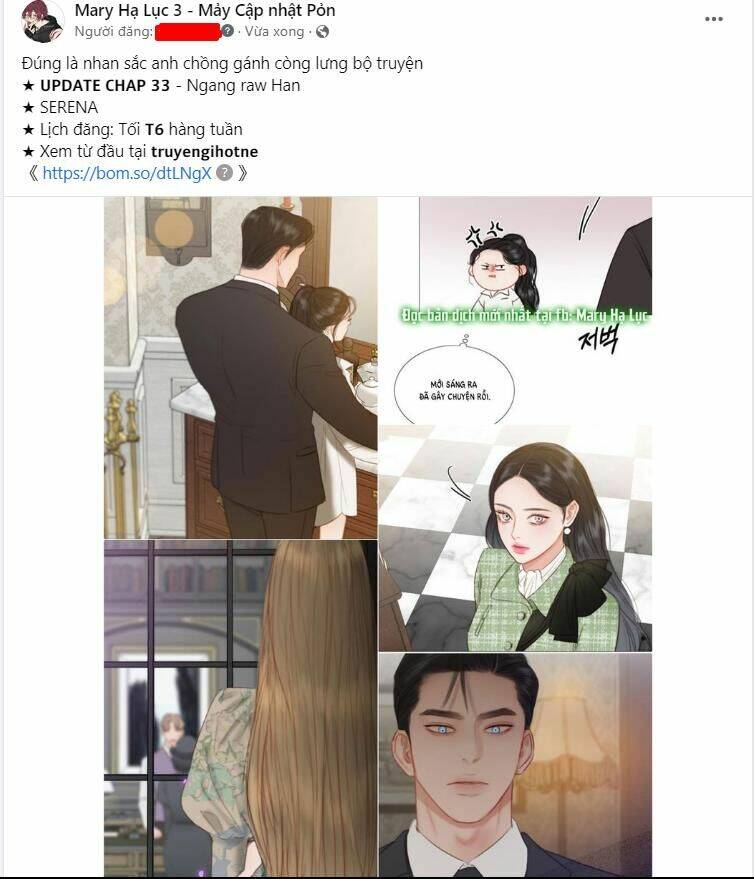 Mary Hạ Lục 3 - Mảy Cập nhật Pỏn
Người đăng: · Vừa xong ·
Đúng là nhan sắc anh chồng gánh còng lưng bộ truyện
★ UPDATE CHAP 33 - Ngang raw Han
★ SERENA
★ Lịch đăng: Tối T6 hàng tuần
★ Xem từ đầu tại truyengihotne
《 https://bom.so/dtLNgX 》
Đọc bản dịch mới nhất tại fb: Mary Hạ Lục
저벅
MỚI SÁNG RA
ĐÃ GÂY CHUYỆN RỒI.